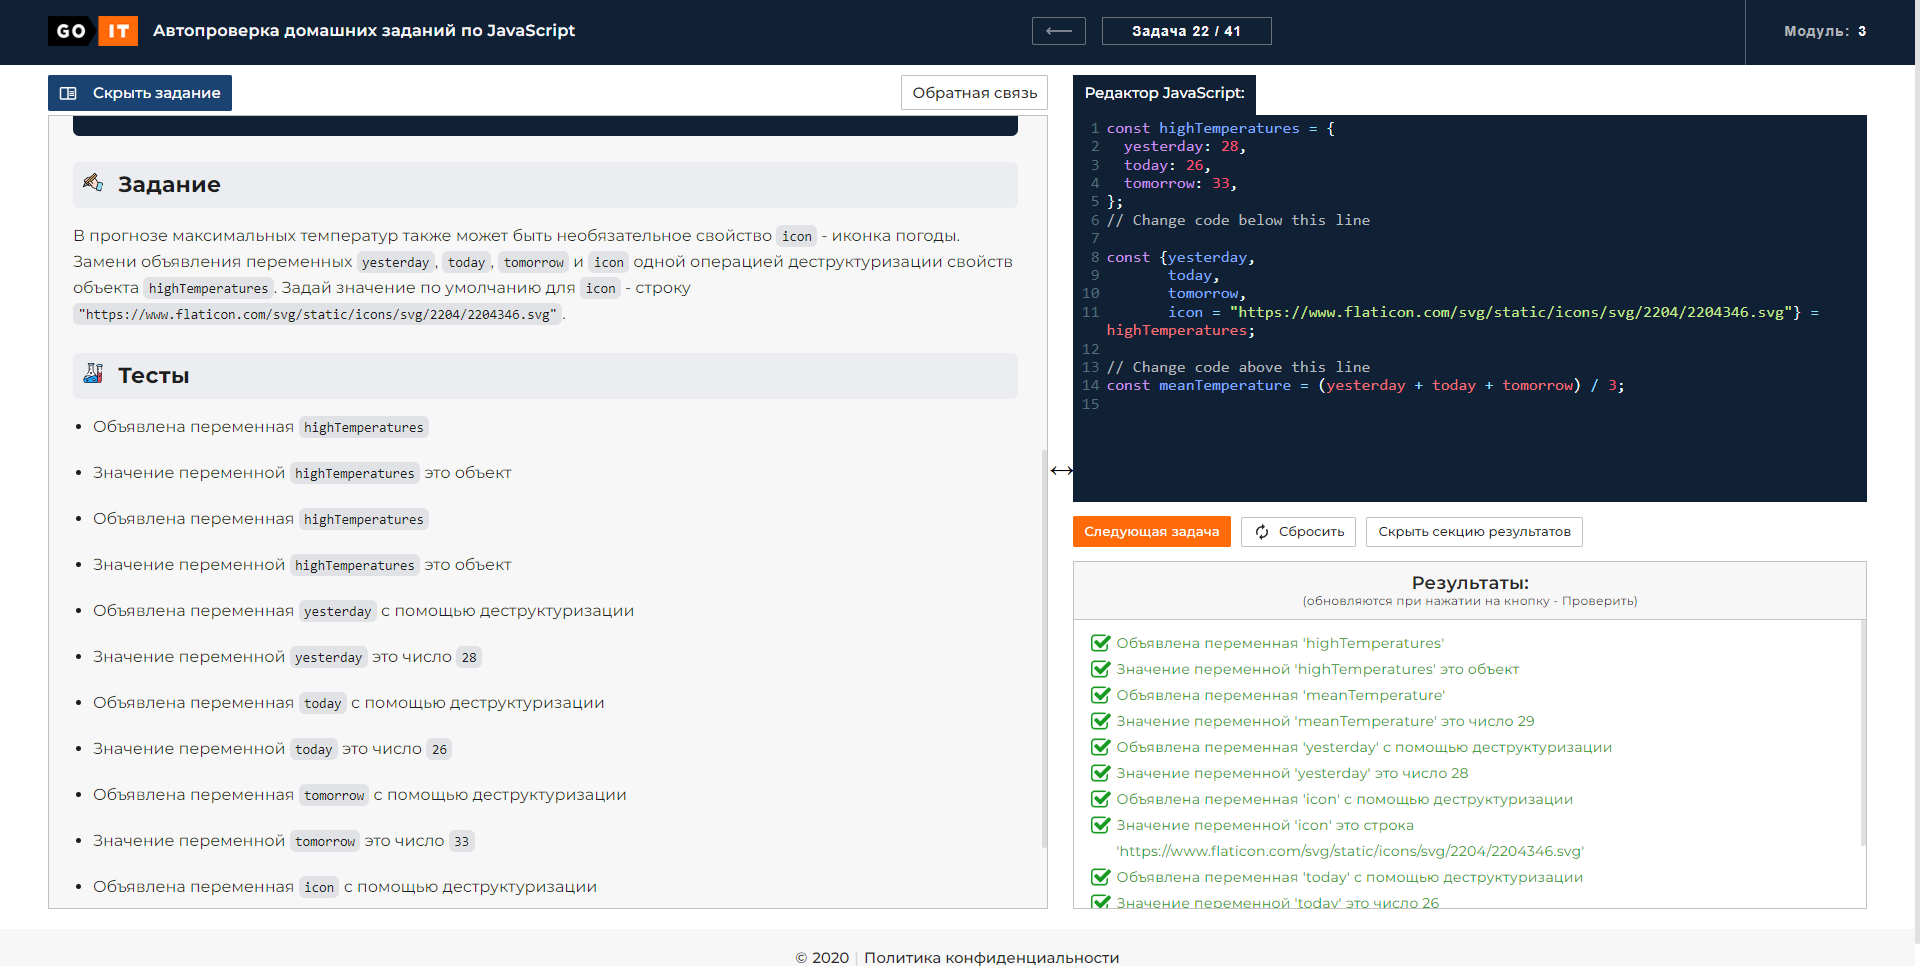 GO IT Автопроверка домашних заданий по JavaScript
Задача 22 / 41
Модуль: 3
Скрыть задание
Обратная связь
Задание
В прогнозе максимальных температур также может быть необязательное свойство icon - иконка погоды.
Замени объявления переменных yesterday, today, tomorrow и icon одной операцией деструктуризации свойств
объекта highTemperatures. Задай значение по умолчанию для icon - строку
"https://www.flaticon.com/svg/static/icons/svg/2204/2204346.svg".
Тесты
• Объявлена переменная highTemperatures
• Значение переменной highTemperatures это объект
• Объявлена переменная highTemperatures
• Значение переменной highTemperatures это объект
• Объявлена переменная yesterday с помощью деструктуризации
• Значение переменной yesterday это число 28
• Объявлена переменная today с помощью деструктуризации
• Значение переменной today это число 26
• Объявлена переменная tomorrow с помощью деструктуризации
• Значение переменной tomorrow это число 33
• Объявлена переменная icon с помощью деструктуризации
Редактор JavaScript:
1 const highTemperatures = {
2   yesterday: 28,
3   today: 26,
4   tomorrow: 33,
5 };
6 // Change code below this line
7
8 const {yesterday,
9        today,
10        tomorrow,
11        icon = "https://www.flaticon.com/svg/static/icons/svg/2204/2204346.svg"} =
highTemperatures;
12
13 // Change code above this line
14 const meanTemperature = (yesterday + today + tomorrow) / 3;
15
Следующая задача
Сбросить
Скрыть секцию результатов
Результаты:
(обновляются при нажатии на кнопку - Проверить)
Объявлена переменная 'highTemperatures'
Значение переменной 'highTemperatures' это объект
Объявлена переменная 'meanTemperature'
Значение переменной 'meanTemperature' это число 29
Объявлена переменная 'yesterday' с помощью деструктуризации
Значение переменной 'yesterday' это число 28
Объявлена переменная 'icon' с помощью деструктуризации
Значение переменной 'icon' это строка
'https://www.flaticon.com/svg/static/icons/svg/2204/2204346.svg'
Объявлена переменная 'today' с помощью деструктуризации
Значение переменной 'today' это число 26
© 2020 | Политика конфиденциальности